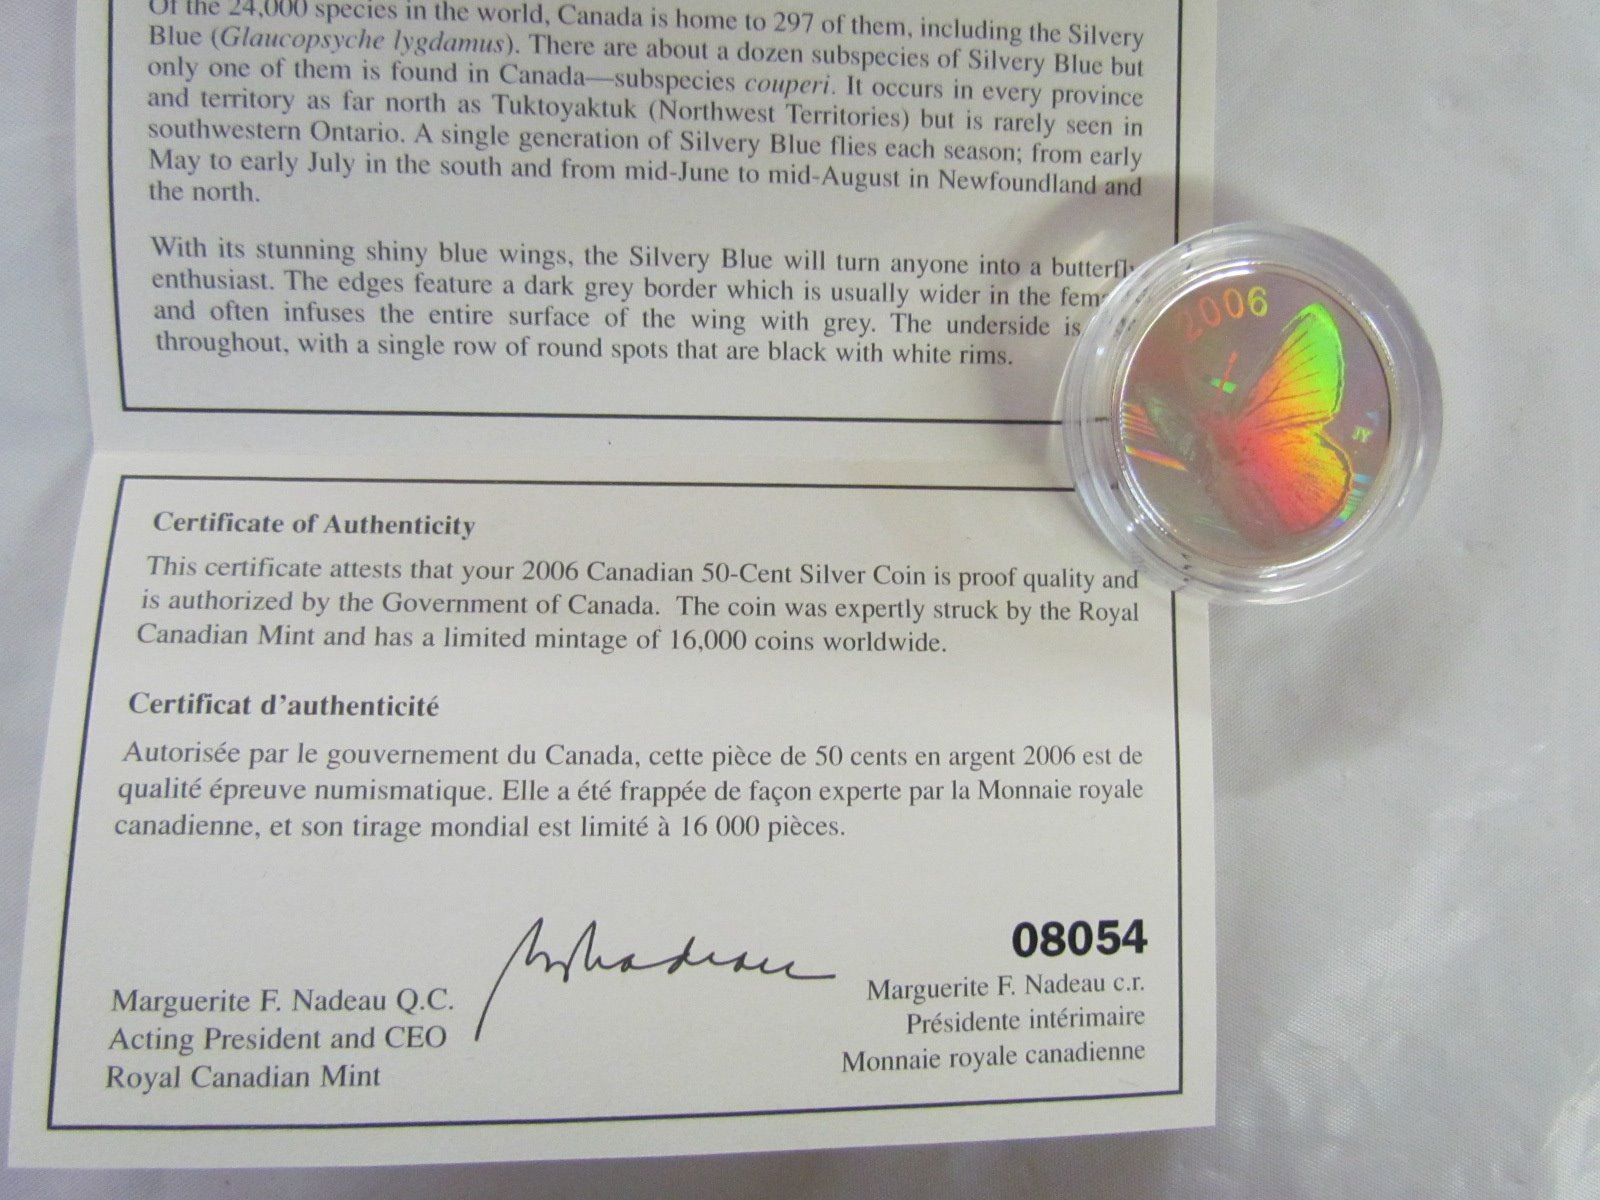 Of the 24,000 species in the world, Canada is home to 297 of them, including the Silvery
Blue (Glaucopsyche lygdamus). There are about a dozen subspecies of Silvery Blue but
only one of them is found in Canada—subspecies couperi. It occurs in every province
and territory as far north as Tuktoyaktuk (Northwest Territories) but is rarely seen in
southwestern Ontario. A single generation of Silvery Blue flies each season; from early
May to early July in the south and from mid-June to mid-August in Newfoundland and
the north.
With its stunning shiny blue wings, the Silvery Blue will turn anyone into a butterfly
enthusiast. The edges feature a dark grey border which is usually wider in the
and often infuses the entire surface of the wing with grey. The underside is
throughout, with a single row of round spots that are black with white rims.
2006
JY
Certificate of Authenticity
This certificate attests that your 2006 Canadian 50-Cent Silver Coin is proof quality and
is authorized by the Government of Canada. The coin was expertly struck by the Royal
Canadian Mint and has a limited mintage of 16,000 coins worldwide.
Certificat d'authenticité
Autorisée par le gouvernement du Canada, cette pièce de 50 cents en argent 2006 est de
qualité épreuve numismatique. Elle a été frappée de façon experte par la Monnaie royale
canadienne, et son tirage mondial est limité à 16 000 pièces.
08054
Marguerite F. Nadeau Q.C.
Acting President and CEO
Royal Canadian Mint
Marguerite F. Nadeau c.r.
Présidente intérimaire
Monnaie royale canadienne